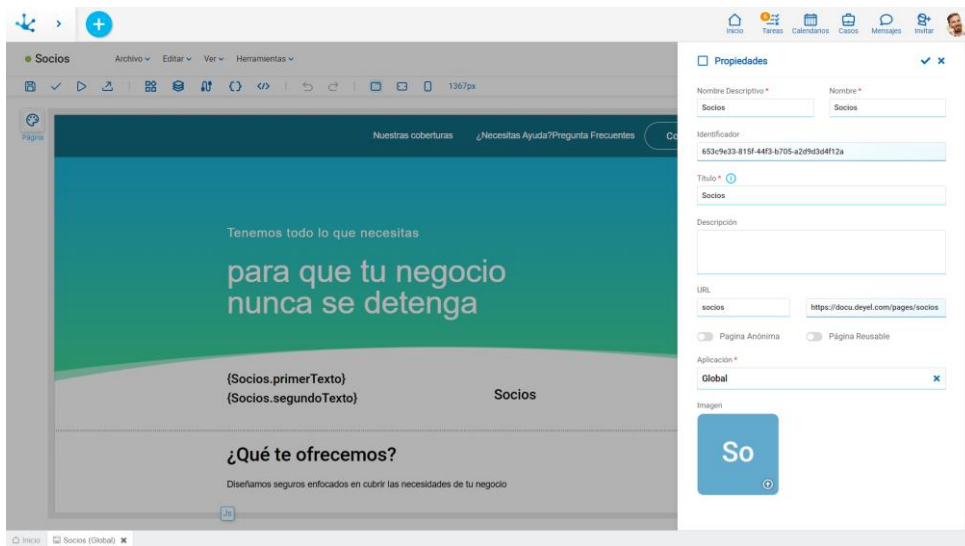 Inicio
6
Tareas
Calendarios
Casos
Mensajes
Invitar
Socios
Archivo
Editar
Ver
Herramientas
1367px
Página
Nuestras coberturas
¿Necesitas Ayuda?Pregunta Frecuentes
Co
Tenemos todo lo que necesitas
para que tu negocio
nunca se detenga
{Socios.primerTexto}
{Socios.segundoTexto}
Socios
¿Qué te ofrecemos?
Diseñamos seguros enfocados en cubrir las necesidades de tu negocio
Js
Propiedades
Nombre Descriptivo *
Nombre *
Socios
Socios
Identificador
653c9e33-815f-44f3-b705-a2d9d3d4f12a
Título *
Socios
Descripción
URL
socios
https://docu.deyel.com/pages/socios
Pagina Anónima
Página Reusable
Aplicación *
Global
Imagen
So
Inicio
Socios (Global)